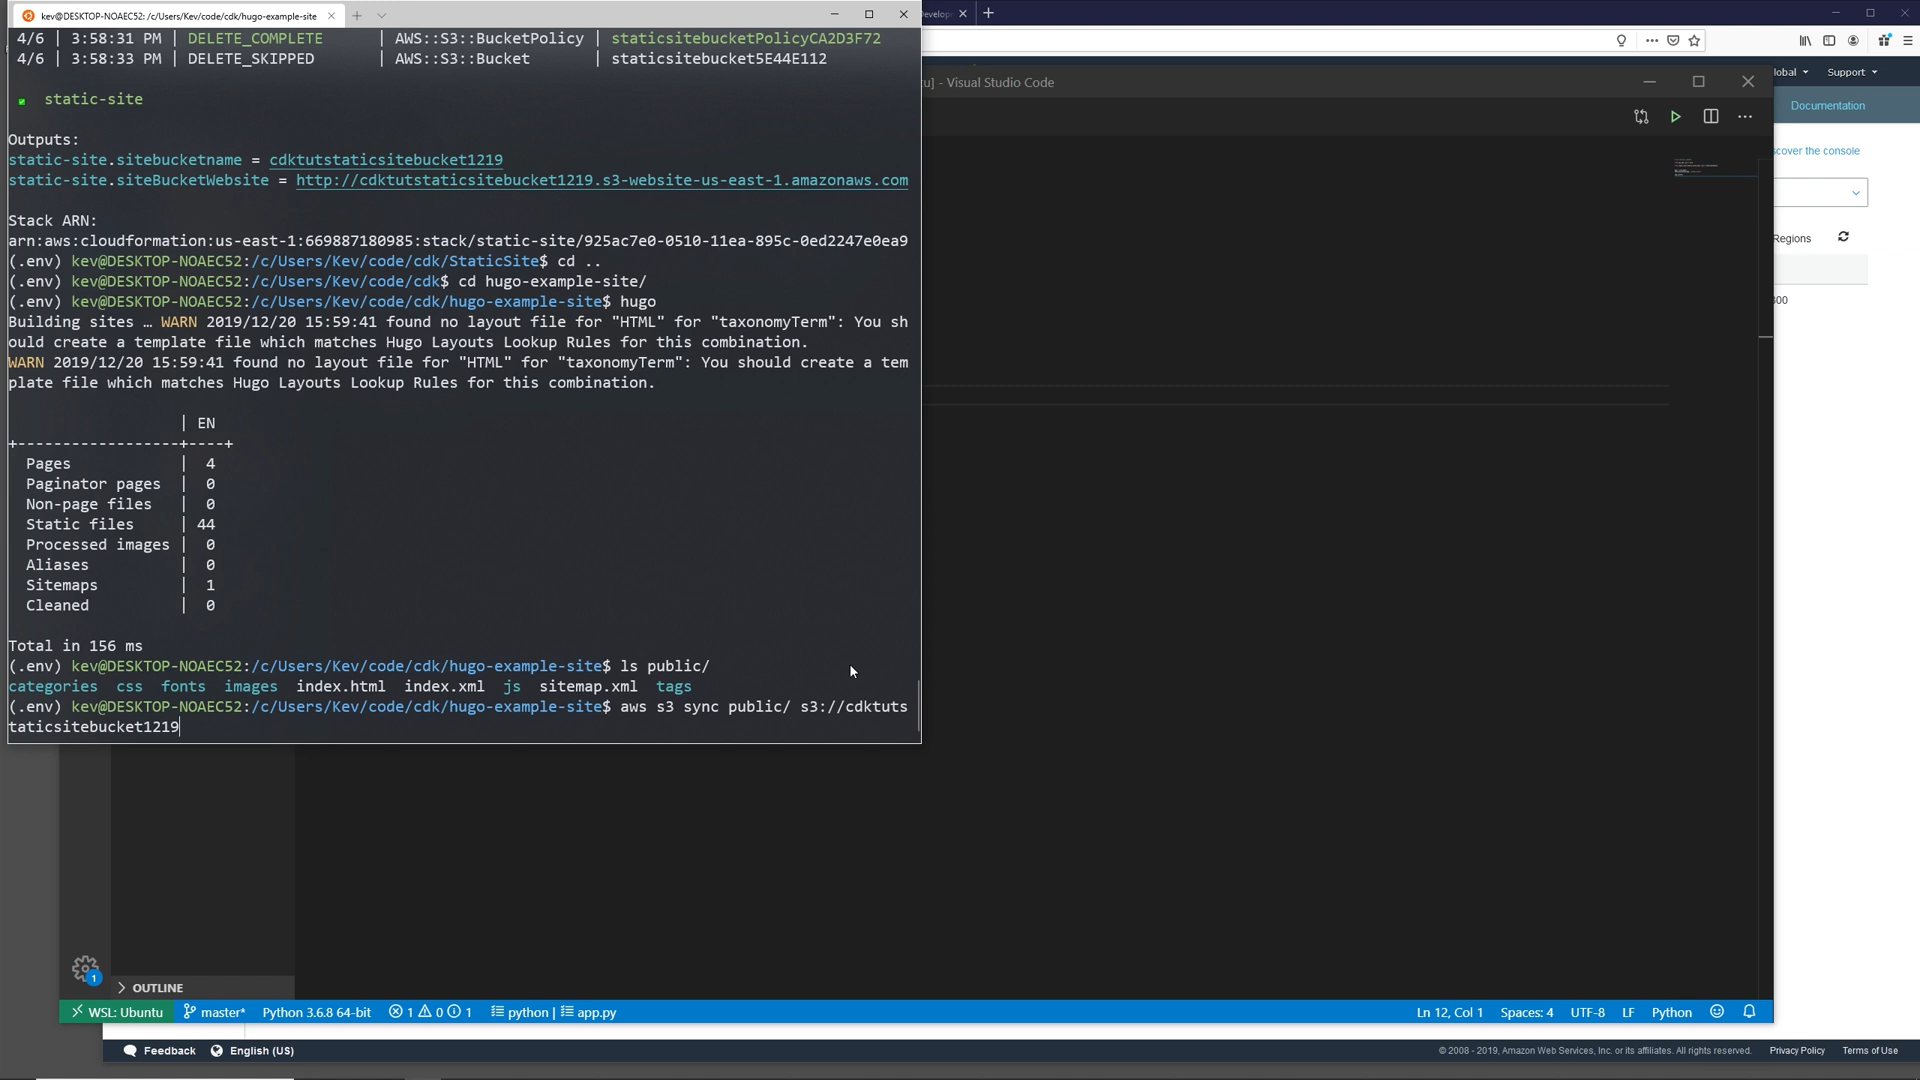 kev@DESKTOP-NOAEC52: /c/Users/Kev/code/cdk/hugo-example-site
4/6 | 3:58:31 PM | DELETE_COMPLETE | AWS::S3::BucketPolicy | staticsitebucketPolicyCA2D3F72
4/6 | 3:58:33 PM | DELETE_SKIPPED | AWS::S3::Bucket | staticsitebucket5E44E112
static-site
Outputs:
static-site.sitebucketname = cdktutstaticsitebucket1219
static-site.siteBucketWebsite = http://cdktutstaticsitebucket1219.s3-website-us-east-1.amazonaws.com
Stack ARN:
arn:aws:cloudformation:us-east-1:669887180985:stack/static-site/925ac7e0-0510-11ea-895c-0ed2247e0ea9
(.env) kev@DESKTOP-NOAEC52:/c/Users/Kev/code/cdk/StaticSite$ cd ..
(.env) kev@DESKTOP-NOAEC52:/c/Users/Kev/code/cdk$ cd hugo-example-site/
(.env) kev@DESKTOP-NOAEC52:/c/Users/Kev/code/cdk/hugo-example-site$ hugo
Building sites … WARN 2019/12/20 15:59:41 found no layout file for "HTML" for "taxonomyTerm": You sh
ould create a template file which matches Hugo Layouts Lookup Rules for this combination.
WARN 2019/12/20 15:59:41 found no layout file for "HTML" for "taxonomyTerm": You should create a tem
plate file which matches Hugo Layouts Lookup Rules for this combination.
| EN
+------------------+----+
Pages | 4
Paginator pages | 0
Non-page files | 0
Static files | 44
Processed images | 0
Aliases | 0
Sitemaps | 1
Cleaned | 0
Total in 156 ms
(.env) kev@DESKTOP-NOAEC52:/c/Users/Kev/code/cdk/hugo-example-site$ ls public/
categories css fonts images index.html index.xml js sitemap.xml tags
(.env) kev@DESKTOP-NOAEC52:/c/Users/Kev/code/cdk/hugo-example-site$ aws s3 sync public/ s3://cdktuts
taticsitebucket1219
] - Visual Studio Code
Support
Documentation
scover the console
Regions
OUTLINE
1
WSL: Ubuntu master* Python 3.6.8 64-bit 1 0 1 python | app.py
Ln 12, Col 1 Spaces: 4 UTF-8 LF Python
Feedback English (US)
© 2008 - 2019, Amazon Web Services, Inc. or its affiliates. All rights reserved. Privacy Policy Terms of Use